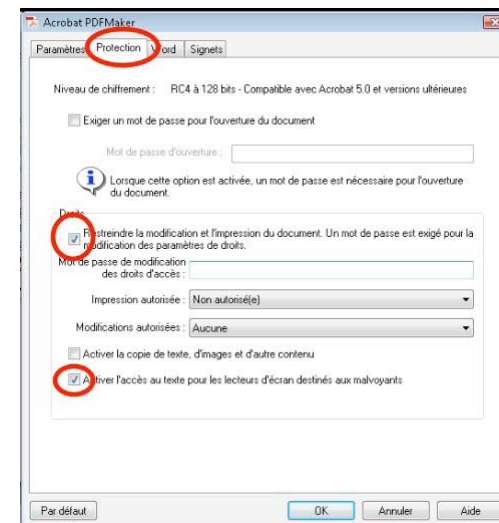 Acrobat PDFMaker
Paramètres Protection Word Signets
Niveau de chiffrement : RC4 à 128 bits - Compatible avec Acrobat 5.0 et versions ultérieures
Exiger un mot de passe pour l'ouverture du document
Mot de passe d'ouverture :
Lorsque cette option est activée, un mot de passe est nécessaire pour l'ouverture
du document.
Droits
Restreindre la modification et l'impression du document. Un mot de passe est exigé pour la
modification des paramètres de droits.
Mot de passe de modification
des droits d'accès :
Impression autorisée : Non autorisé(e)
Modifications autorisées : Aucune
Activer la copie de texte, d'images et d'autre contenu
Activer l'accès au texte pour les lecteurs d'écran destinés aux malvoyants
Par défaut OK Annuler Aide